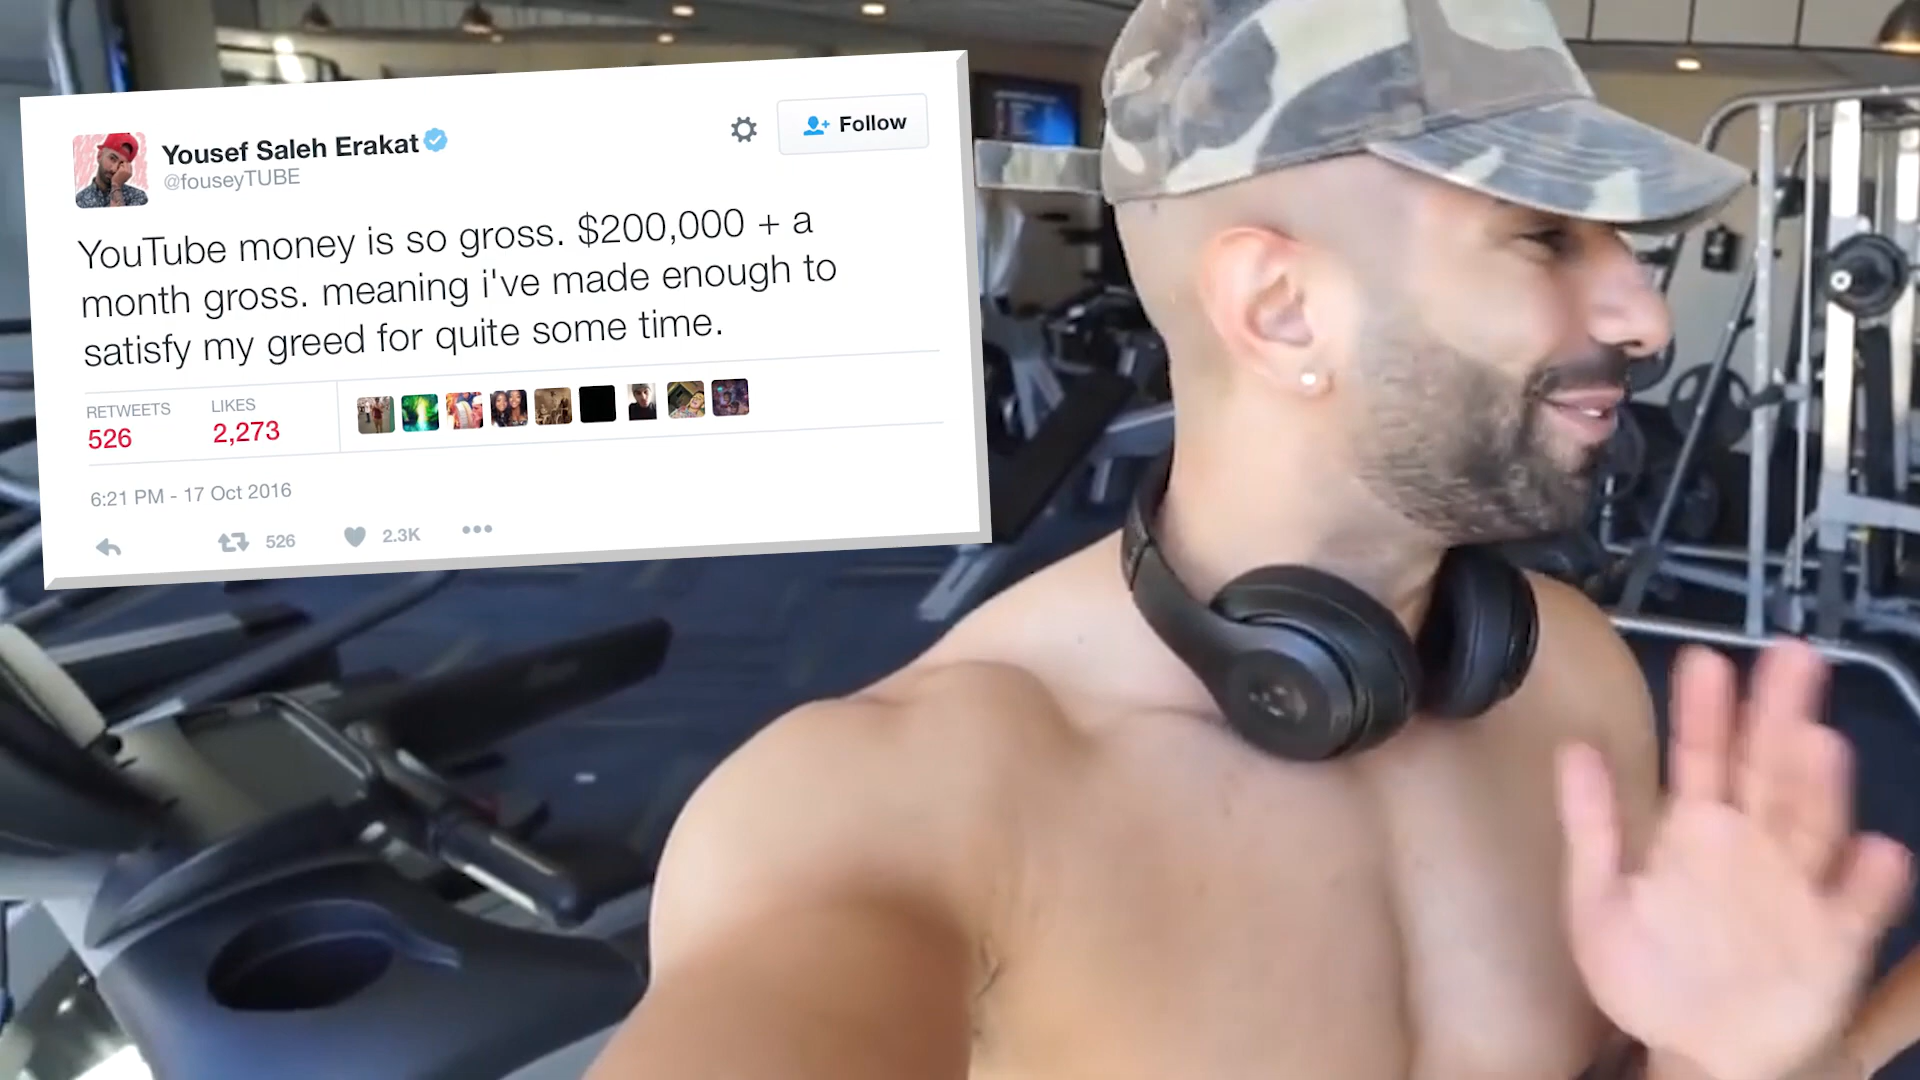 Yousef Saleh Erakat
@fouseyTUBE
Follow
YouTube money is so gross. $200,000 + a
month gross. meaning i've made enough to
satisfy my greed for quite some time.
RETWEETS LIKES
526 2,273
6:21 PM - 17 Oct 2016
526 2.3K